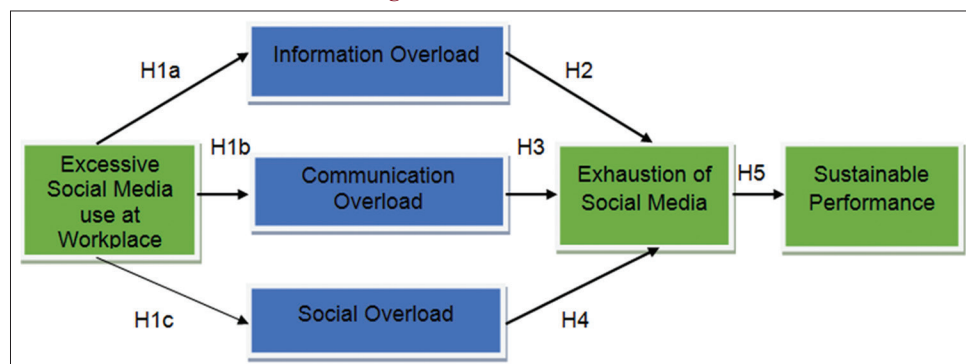 Information Overload
H1a
H2
Excessive
Social Media
use at
Workplace
H1b
Communication
Overload
H3
Exhaustion of
Social Media
H5
Sustainable
Performance
H1c
Social Overload
H4